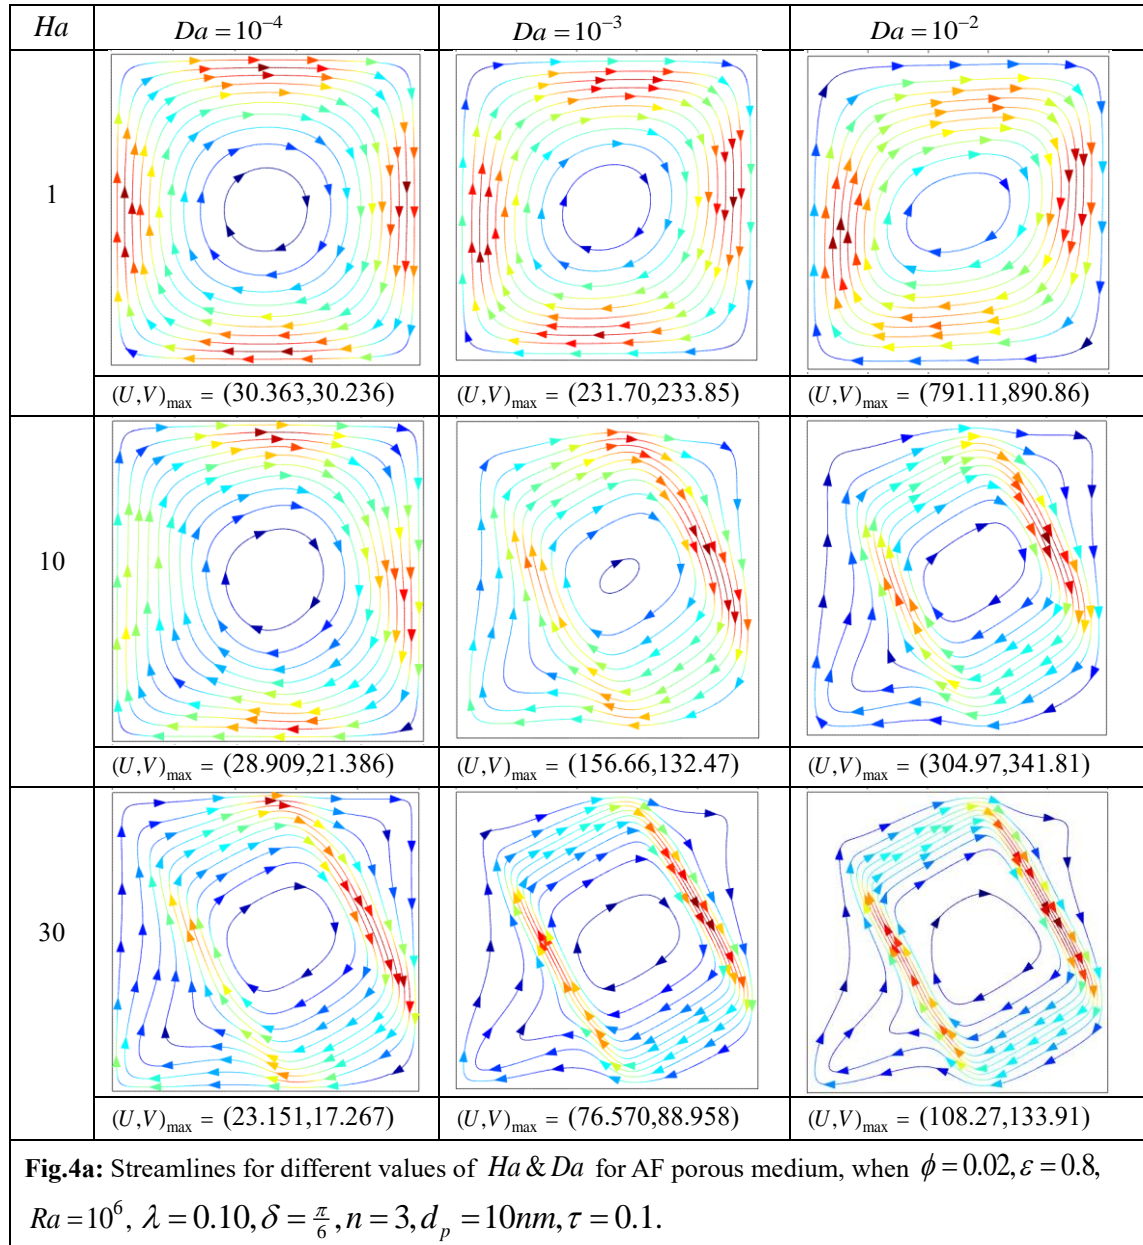 Ha Da = 10⁻⁴ Da = 10⁻³ Da = 10⁻²
1
(U,V)max = (30.363,30.236) (U,V)max = (231.70,233.85) (U,V)max = (791.11,890.86)
10
(U,V)max = (28.909,21.386) (U,V)max = (156.66,132.47) (U,V)max = (304.97,341.81)
30
(U,V)max = (23.151,17.267) (U,V)max = (76.570,88.958) (U,V)max = (108.27,133.91)
Fig.4a: Streamlines for different values of Ha & Da for AF porous medium, when ϕ = 0.02, ε = 0.8,
Ra = 10⁶, λ = 0.10, δ = π/6, n = 3, dₚ = 10nm, τ = 0.1.